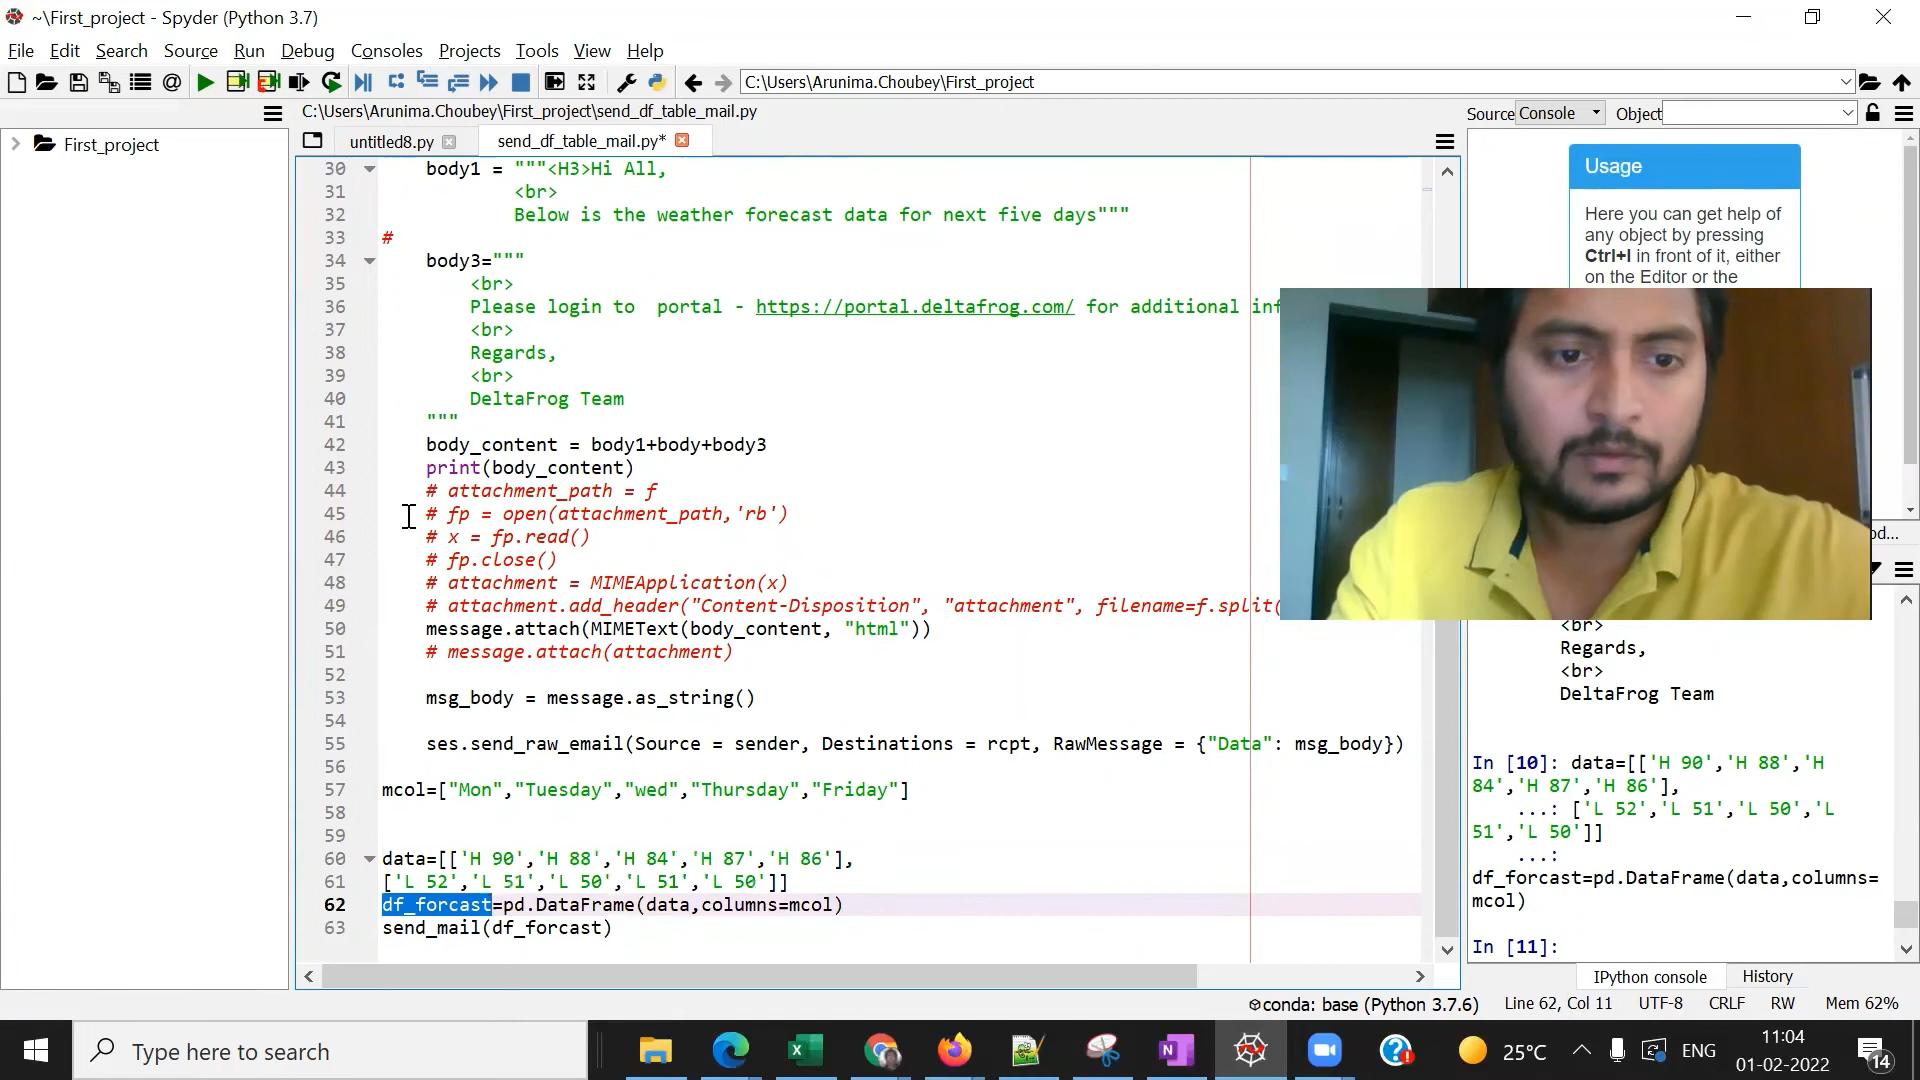 ~\First_project - Spyder (Python 3.7)
File Edit Search Source Run Debug Consoles Projects Tools View Help
C:\Users\Arunima.Choubey\First_project
C:\Users\Arunima.Choubey\First_project\send_df_table_mail.py
Source Console Object
First_project
untitled8.py send_df_table_mail.py*
30 body1 = """<H3>Hi All,
31 <br>
32 Below is the weather forecast data for next five days"""
33 #
34 body3="""
35 <br>
36 Please login to  portal - https://portal.deltafrog.com/ for additional inf
37 <br>
38 Regards,
39 <br>
40 DeltaFrog Team
41 """
42 body_content = body1+body+body3
43 print(body_content)
44 # attachment_path = f
45 # fp = open(attachment_path,'rb')
46 # x = fp.read()
47 # fp.close()
48 # attachment = MIMEApplication(x)
49 # attachment.add_header("Content-Disposition", "attachment", filename=f.split(
50 message.attach(MIMEText(body_content, "html"))
51 # message.attach(attachment)
52
53 msg_body = message.as_string()
54
55 ses.send_raw_email(Source = sender, Destinations = rcpt, RawMessage = {"Data": msg_body})
56
57 mcol=["Mon","Tuesday","wed","Thursday","Friday"]
58
59
60 data=[['H 90','H 88','H 84','H 87','H 86'],
61 ['L 52','L 51','L 50','L 51','L 50']]
62 df_forcast=pd.DataFrame(data,columns=mcol)
63 send_mail(df_forcast)
Usage
Here you can get help of
any object by pressing
Ctrl+I in front of it, either
on the Editor or the
od...
<br>
Regards,
<br>
DeltaFrog Team
In [10]: data=[['H 90','H 88','H
84','H 87','H 86'],
...: ['L 52','L 51','L 50','L
51','L 50']]
...:
df_forcast=pd.DataFrame(data,columns=
mcol)
In [11]:
IPython console History
conda: base (Python 3.7.6) Line 62, Col 11 UTF-8 CRLF RW Mem 62%
Type here to search
25°C ENG
11:04
01-02-2022
14